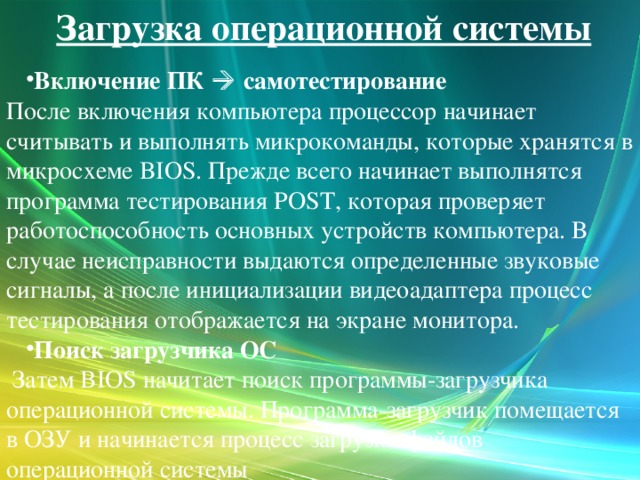 Загрузка операционной системы
•Включение ПК → самотестирование
После включения компьютера процессор начинает
считывать и выполнять микрокоманды, которые хранятся в
микросхеме BIOS. Прежде всего начинает выполнятся
программа тестирования POST, которая проверяет
работоспособность основных устройств компьютера. В
случае неисправности выдаются определенные звуковые
сигналы, а после инициализации видеоадаптера процесс
тестирования отображается на экране монитора.
•Поиск загрузчика ОС
Затем BIOS начитает поиск программы-загрузчика
операционной системы. Программа-загрузчик помещается
в ОЗУ и начинается процесс загрузки файлов
операционной системы